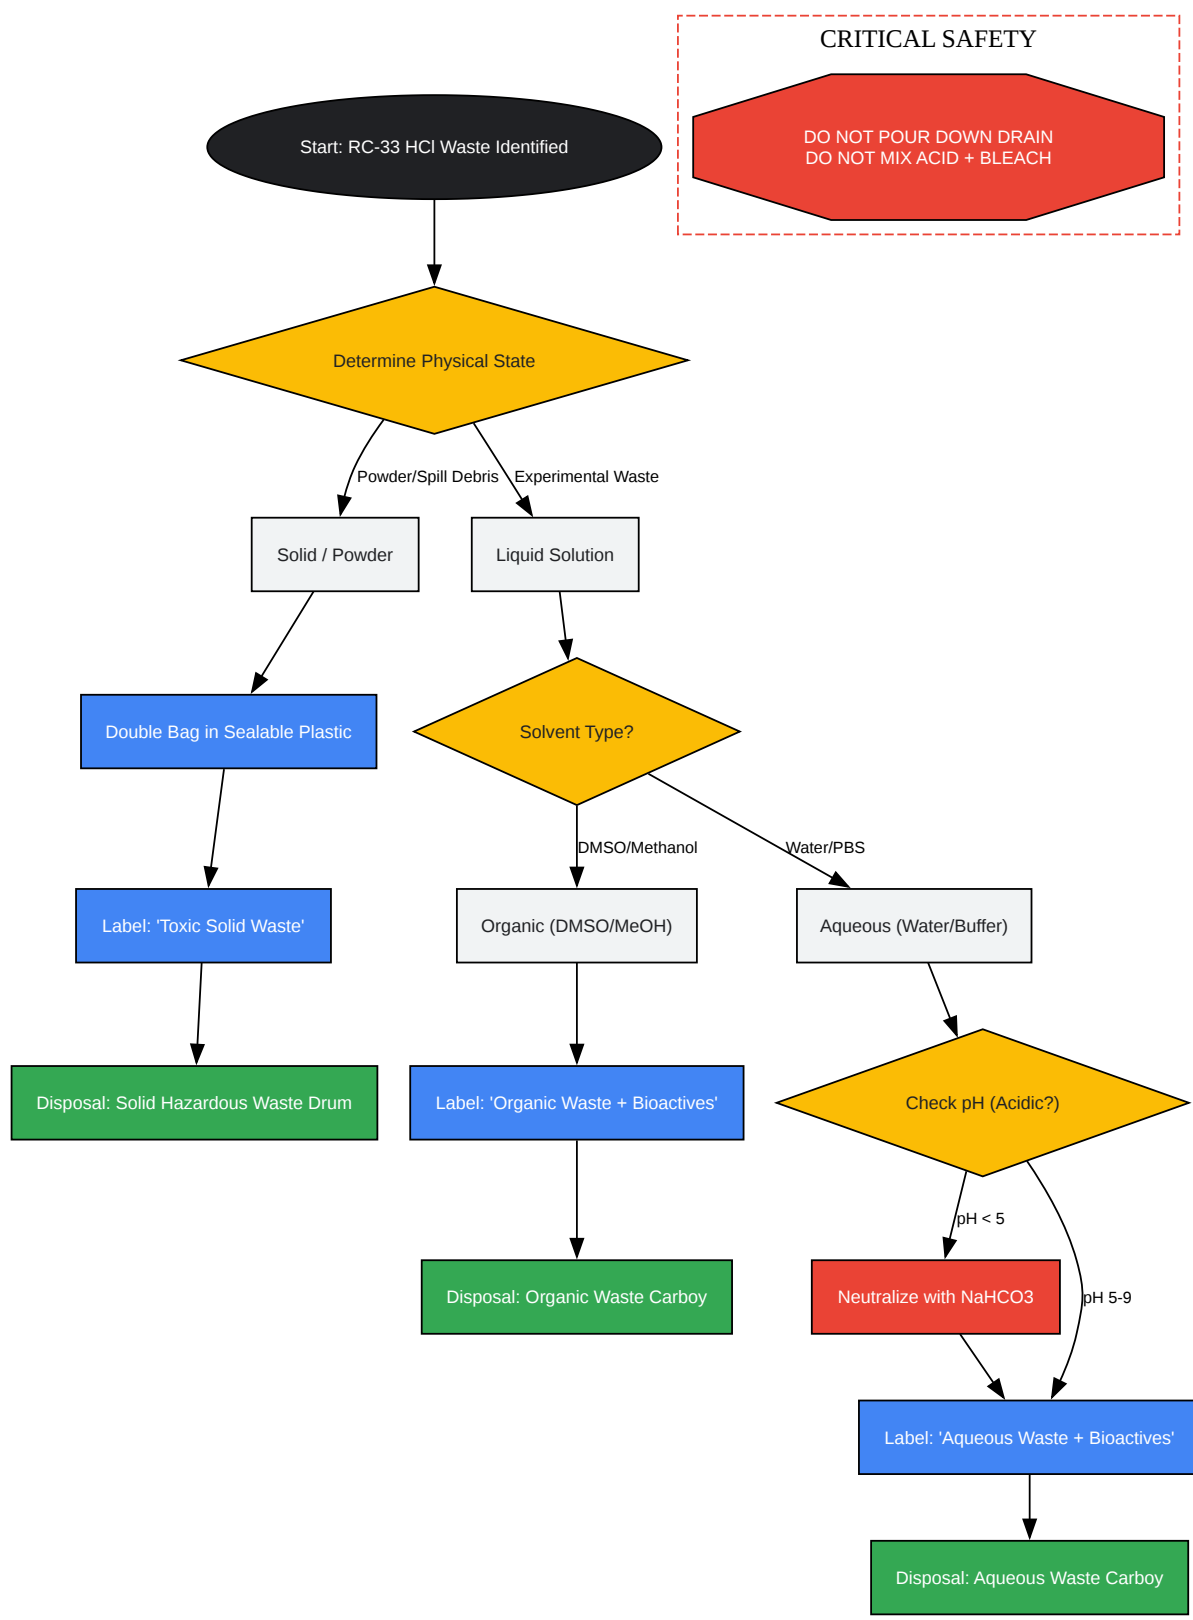 CRITICAL SAFETY
DO NOT POUR DOWN DRAIN
DO NOT MIX ACID + BLEACH
Start: RC-33 HCl Waste Identified
Determine Physical State
Powder/Spill Debris
Experimental Waste
Solid / Powder
Liquid Solution
Double Bag in Sealable Plastic
Solvent Type?
DMSO/Methanol
Water/PBS
Label: 'Toxic Solid Waste'
Organic (DMSO/MeOH)
Aqueous (Water/Buffer)
Disposal: Solid Hazardous Waste Drum
Label: 'Organic Waste + Bioactives'
Check pH (Acidic?)
pH < 5
Disposal: Organic Waste Carboy
Neutralize with NaHCO3
pH 5-9
Label: 'Aqueous Waste + Bioactives'
Disposal: Aqueous Waste Carboy